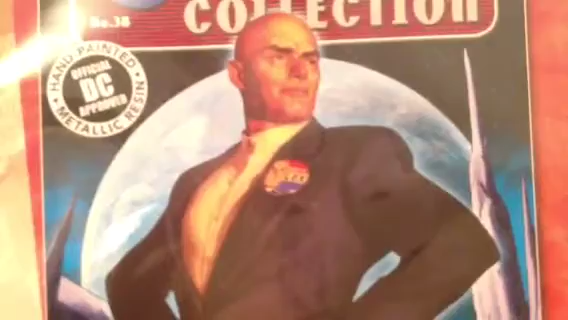 COLLECTION
No.38
• HAND PAINTED •
OFFICIAL
DC
APPROVED
METALLIC RESIN